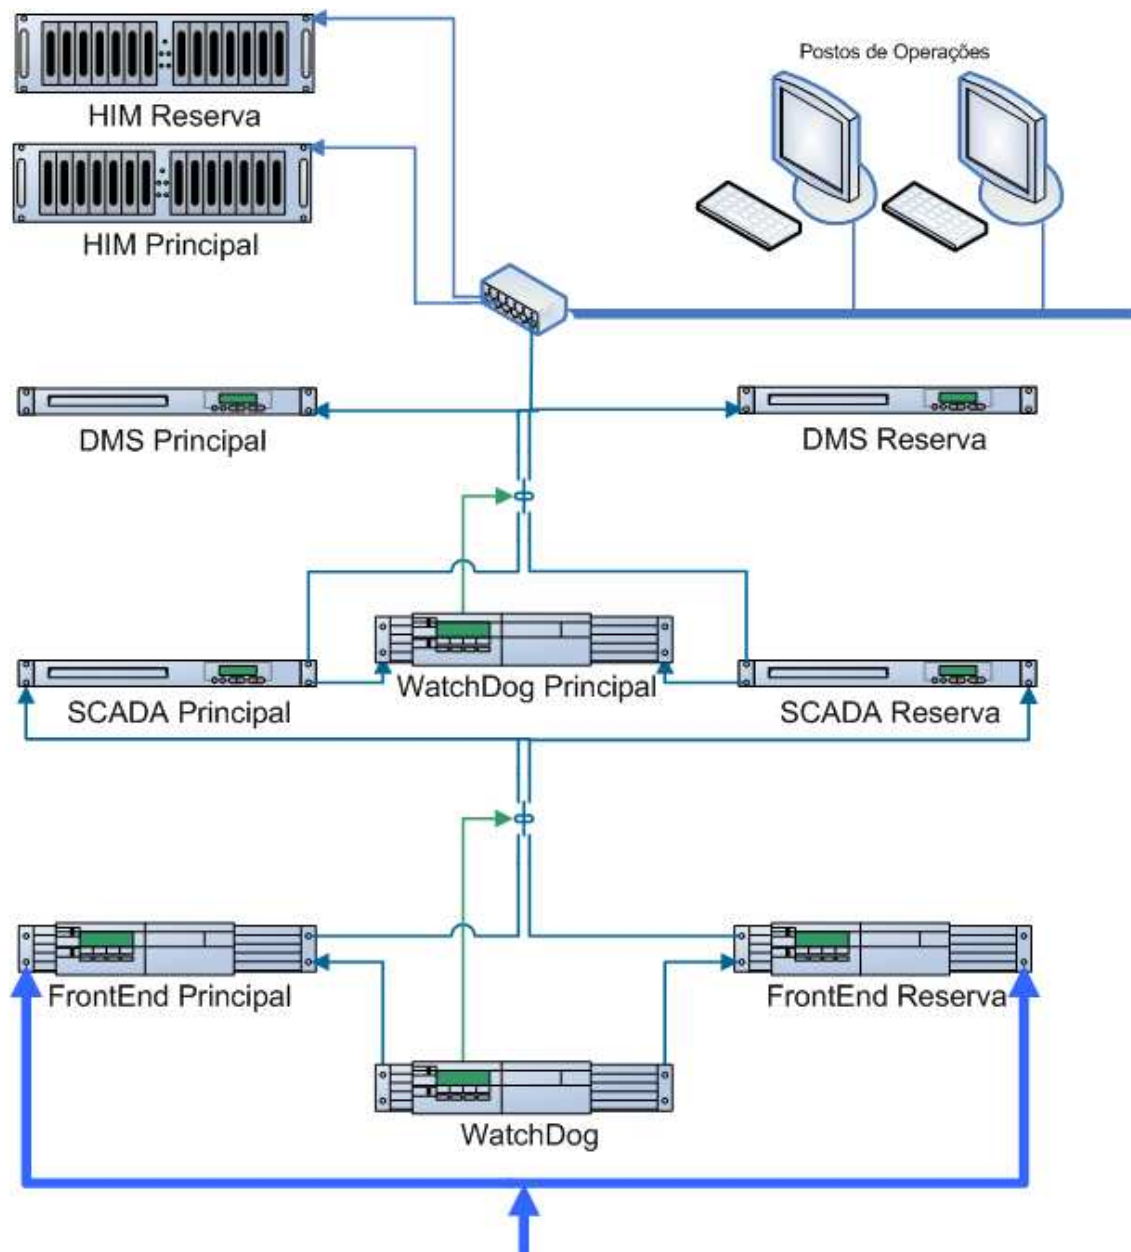 Postos de Operações
HIM Reserva
HIM Principal
DMS Principal
DMS Reserva
WatchDog Principal
SCADA Principal
SCADA Reserva
FrontEnd Principal
FrontEnd Reserva
WatchDog